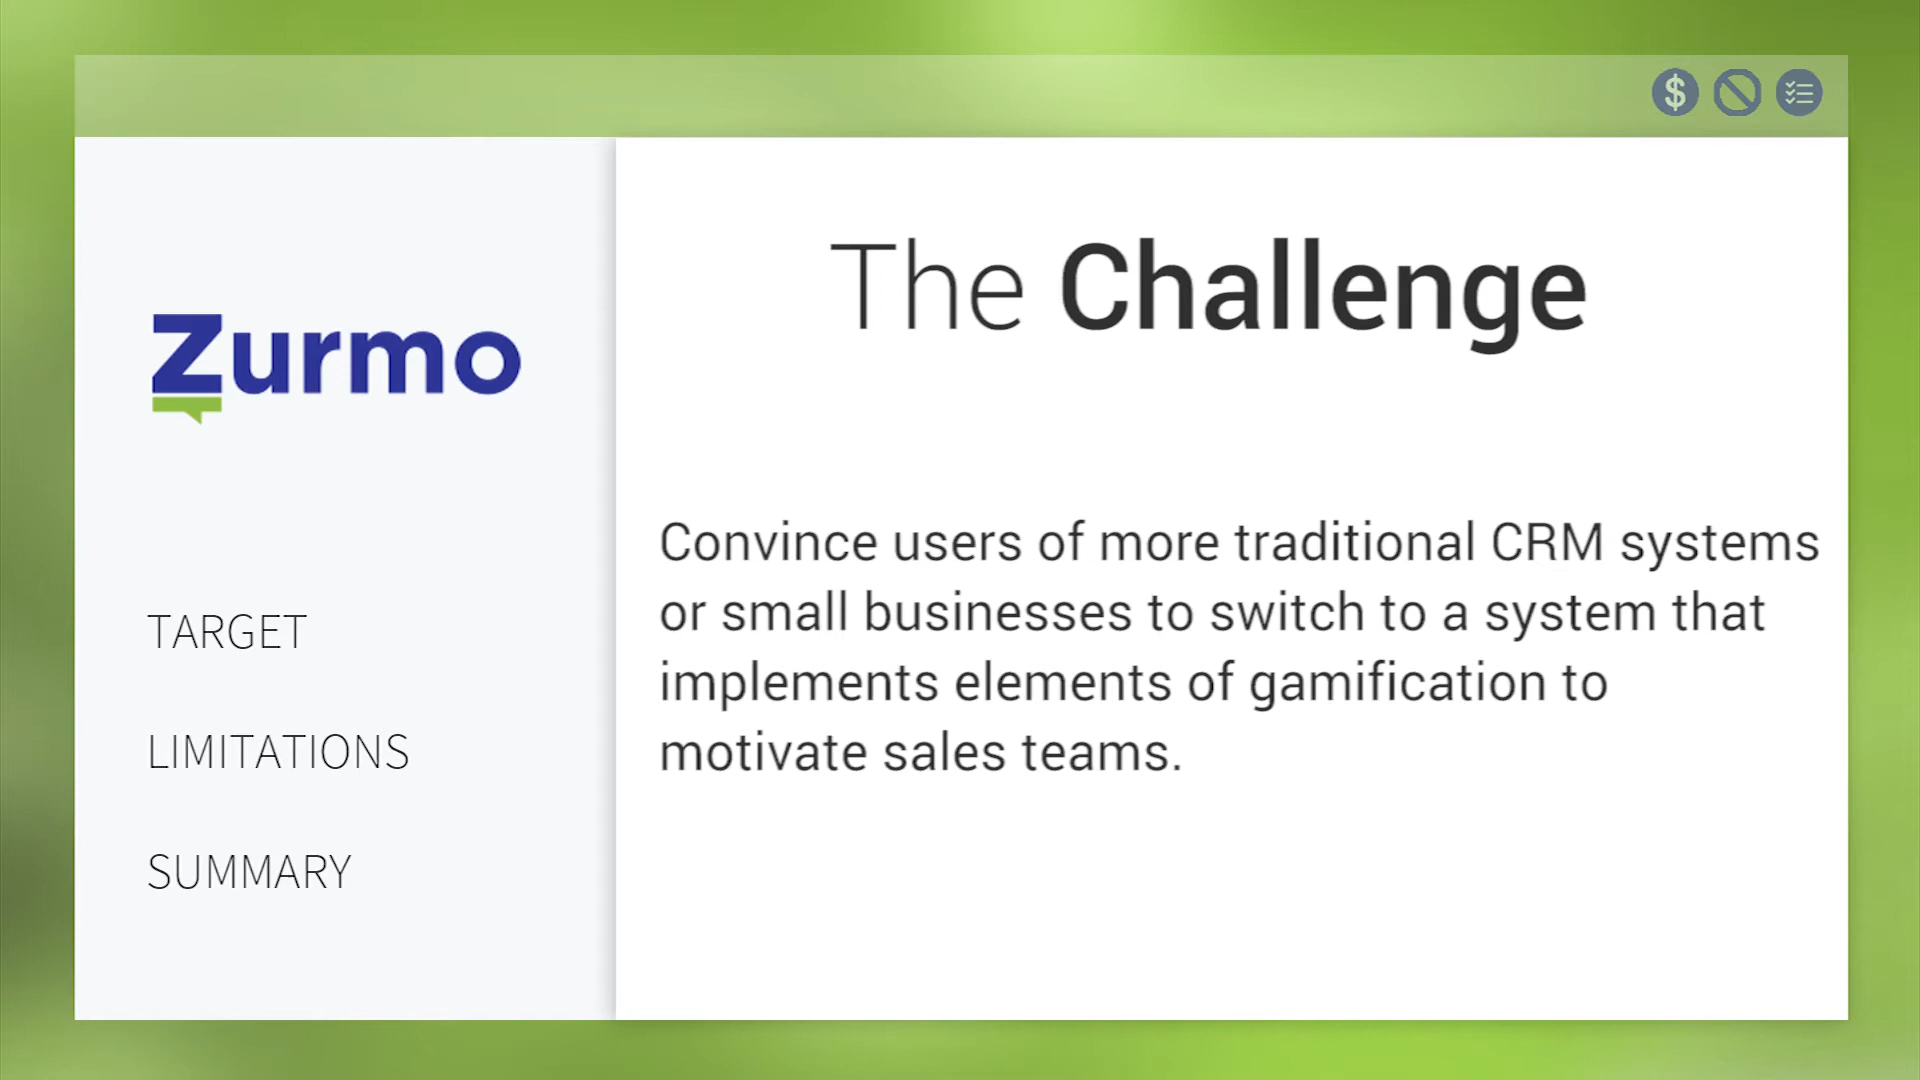 Zurmo
TARGET
LIMITATIONS
SUMMARY
The Challenge
Convince users of more traditional CRM systems
or small businesses to switch to a system that
implements elements of gamification to
motivate sales teams.
$